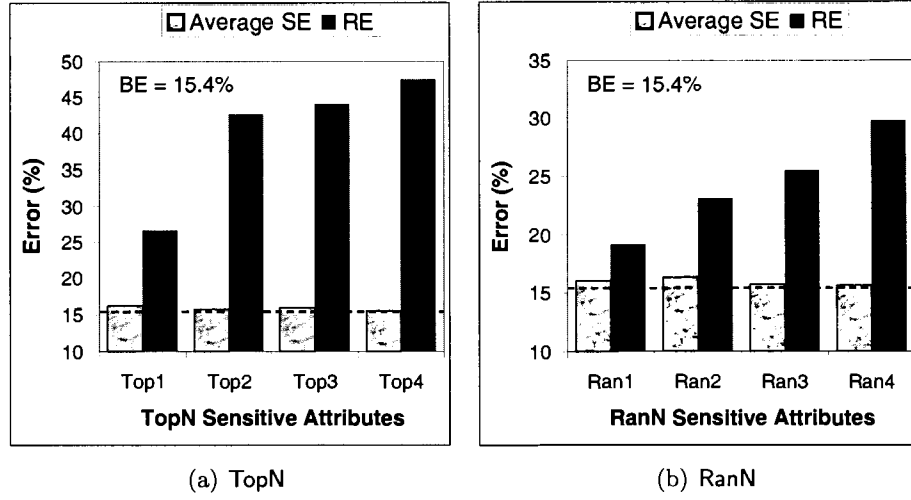 Average SE RE
BE = 15.4%
Error (%)
50
45
40
35
30
25
20
15
10
Top1 Top2 Top3 Top4
TopN Sensitive Attributes
(a) TopN
Average SE RE
BE = 15.4%
Error (%)
35
30
25
20
15
10
Ran1 Ran2 Ran3 Ran4
RanN Sensitive Attributes
(b) RanN